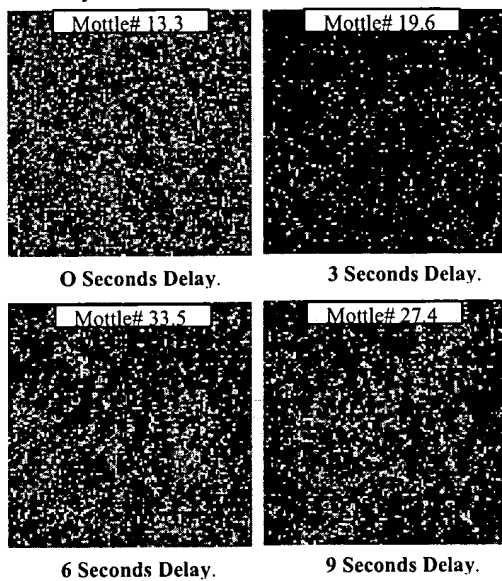 Mottle# 13.3
Mottle# 19.6
O Seconds Delay.
3 Seconds Delay.
Mottle# 33.5
Mottle# 27.4
6 Seconds Delay.
9 Seconds Delay.